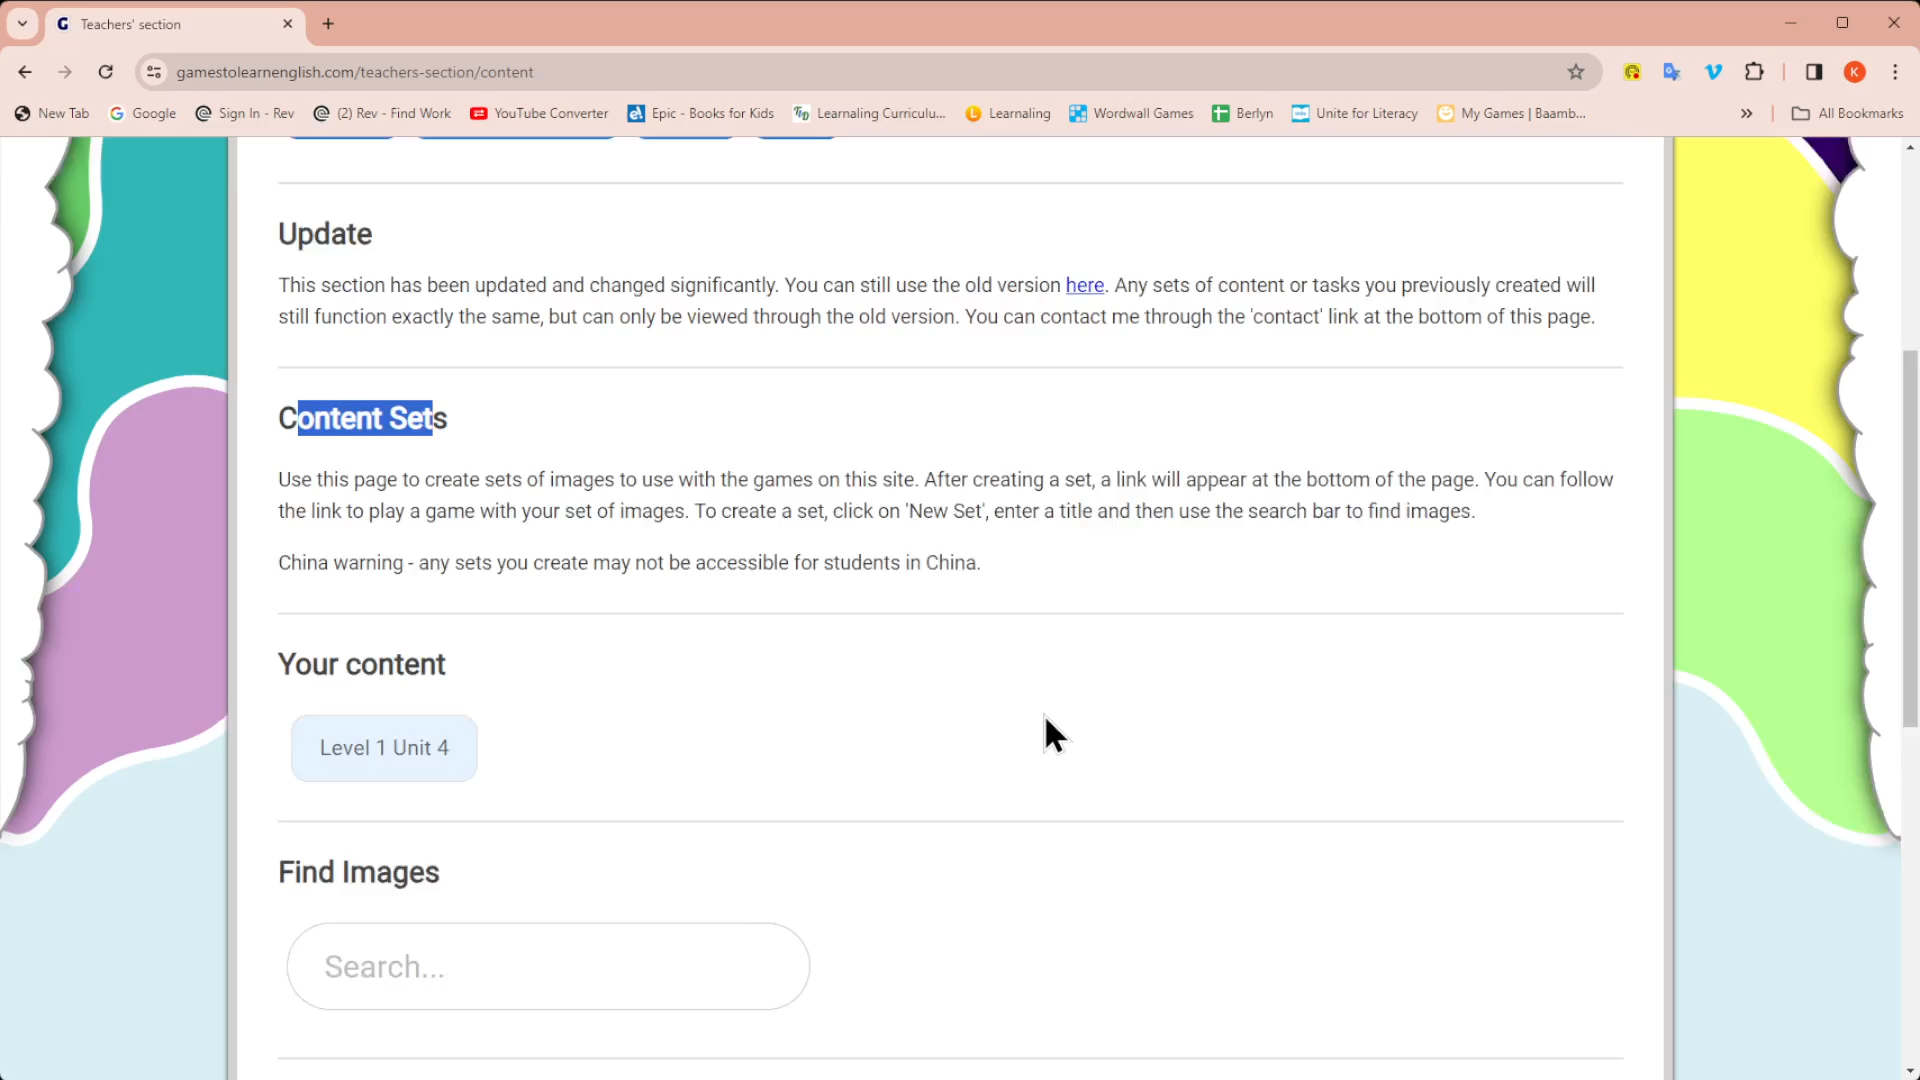 Teachers' section
gamestolearnenglish.com/teachers-section/content
K
New Tab
Google
Sign In - Rev
(2) Rev - Find Work
YouTube Converter
Epic - Books for Kids
Learnaling Curriculu...
Learnaling
Wordwall Games
Berlyn
Unite for Literacy
My Games | Baamb...
All Bookmarks
Update
This section has been updated and changed significantly. You can still use the old version here. Any sets of content or tasks you previously created will
still function exactly the same, but can only be viewed through the old version. You can contact me through the 'contact' link at the bottom of this page.
Content Sets
Use this page to create sets of images to use with the games on this site. After creating a set, a link will appear at the bottom of the page. You can follow
the link to play a game with your set of images. To create a set, click on 'New Set', enter a title and then use the search bar to find images.
China warning - any sets you create may not be accessible for students in China.
Your content
Level 1 Unit 4
Find Images
Search...